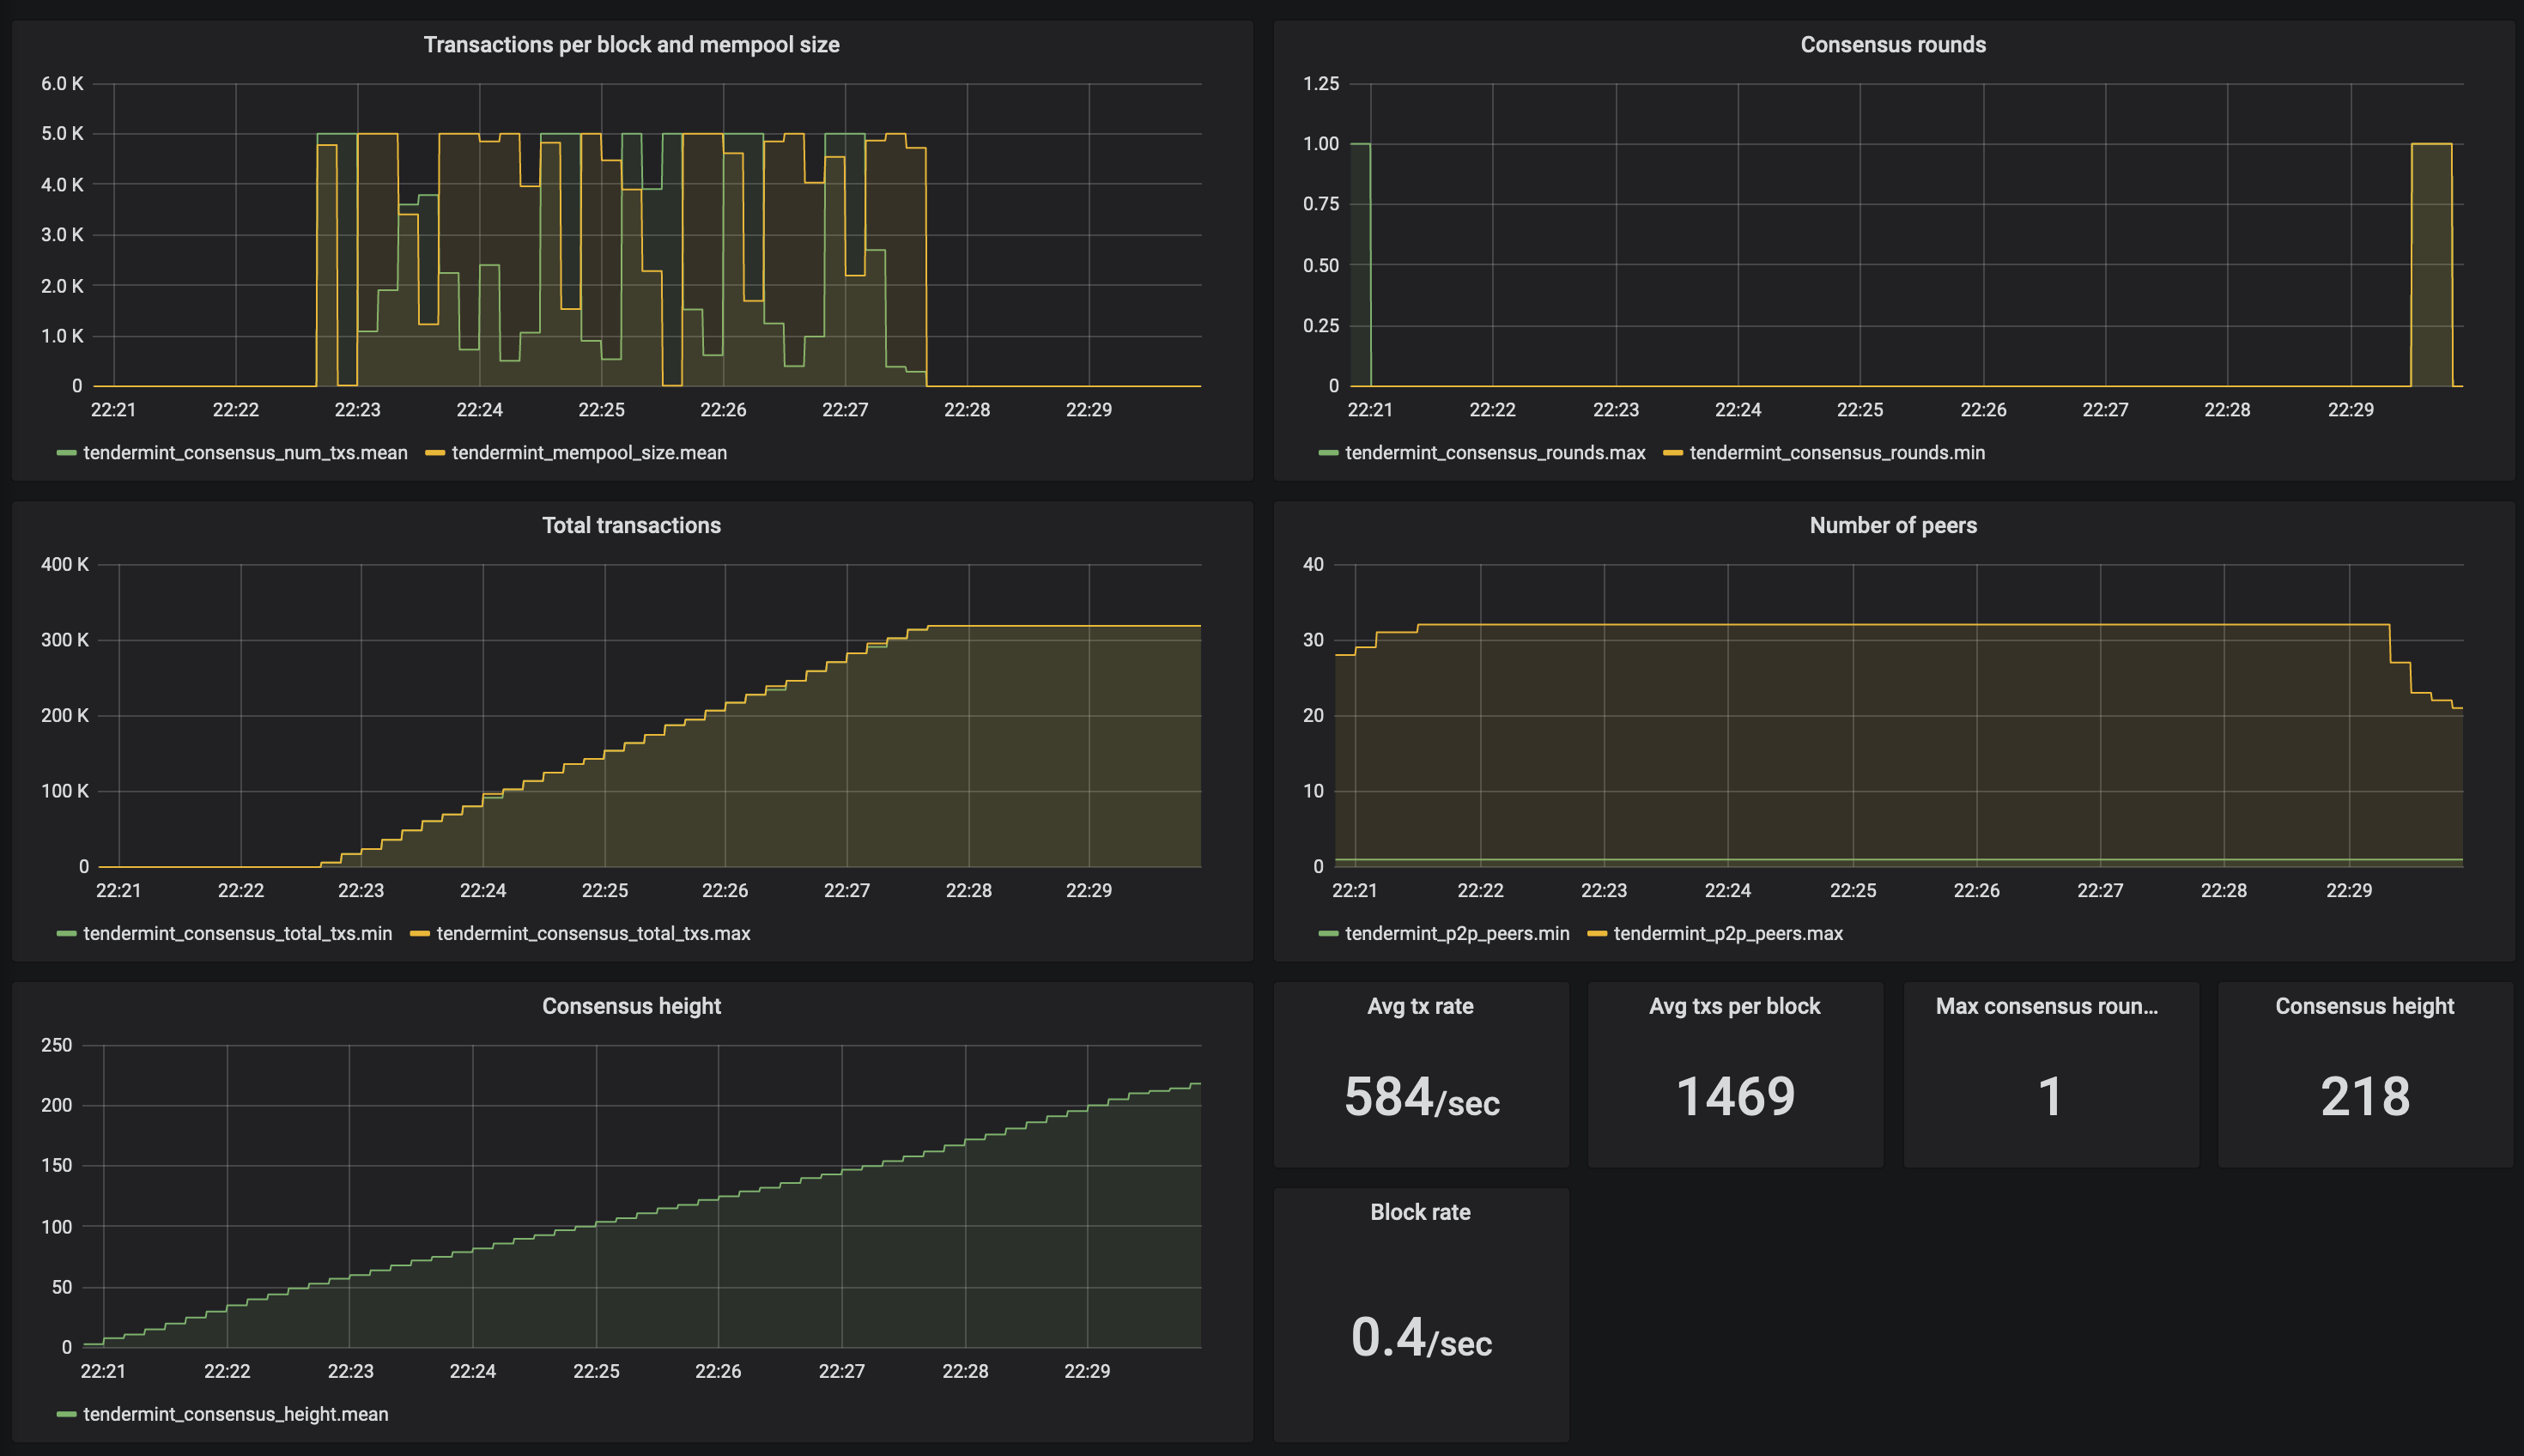 Transactions per block and mempool size
6.0 K
5.0 K
4.0 K
3.0 K
2.0 K
1.0 K
0
22:21 22:22 22:23 22:24 22:25 22:26 22:27 22:28 22:29
tendermint_consensus_num_txs.mean tendermint_mempool_size.mean
Consensus rounds
1.25
1.00
0.75
0.50
0.25
0
22:21 22:22 22:23 22:24 22:25 22:26 22:27 22:28 22:29
tendermint_consensus_rounds.max tendermint_consensus_rounds.min
Total transactions
400 K
300 K
200 K
100 K
0
22:21 22:22 22:23 22:24 22:25 22:26 22:27 22:28 22:29
tendermint_consensus_total_txs.min tendermint_consensus_total_txs.max
Number of peers
40
30
20
10
0
22:21 22:22 22:23 22:24 22:25 22:26 22:27 22:28 22:29
tendermint_p2p_peers.min tendermint_p2p_peers.max
Consensus height
250
200
150
100
50
0
22:21 22:22 22:23 22:24 22:25 22:26 22:27 22:28 22:29
tendermint_consensus_height.mean
Avg tx rate
584/sec
Avg txs per block
1469
Max consensus roun...
1
Consensus height
218
Block rate
0.4/sec